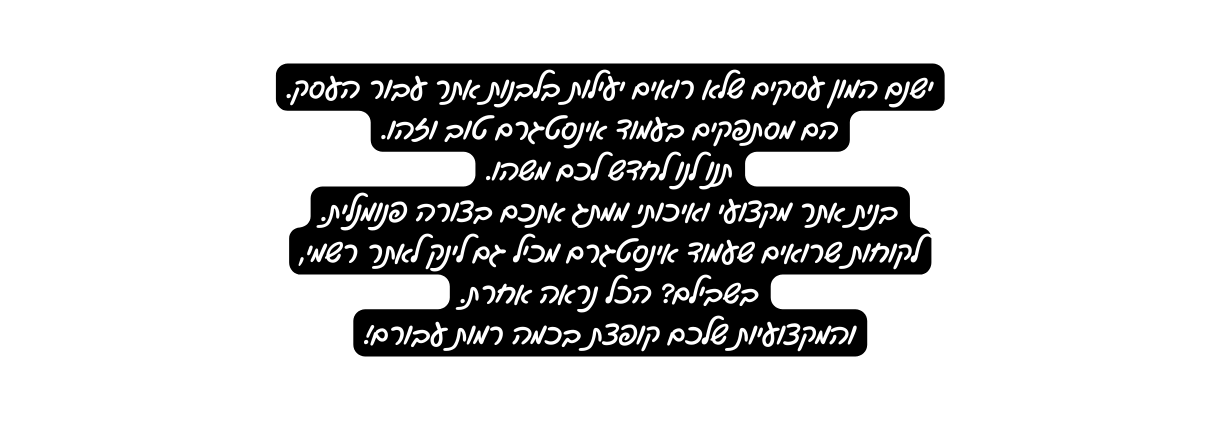 ישנם המון עסקים שלא רואים יעילות בלבנות אתר עבור העסק.
הם מסתפקים בעמוד אינסטגרם טוב וזהו.
תנו לנו לחדש לכם משהו.
בנית אתר מקצועי ואיכותי ממתג אתכם בצורה פנומנלית.
לקוחות שרואים שעמוד אינסטגרם מכיל גם לינק לאתר רשמי,
בשבילם? הכל נראה אחרת.
והמקצועיות שלכם קופצת בכמה רמות עבורם!